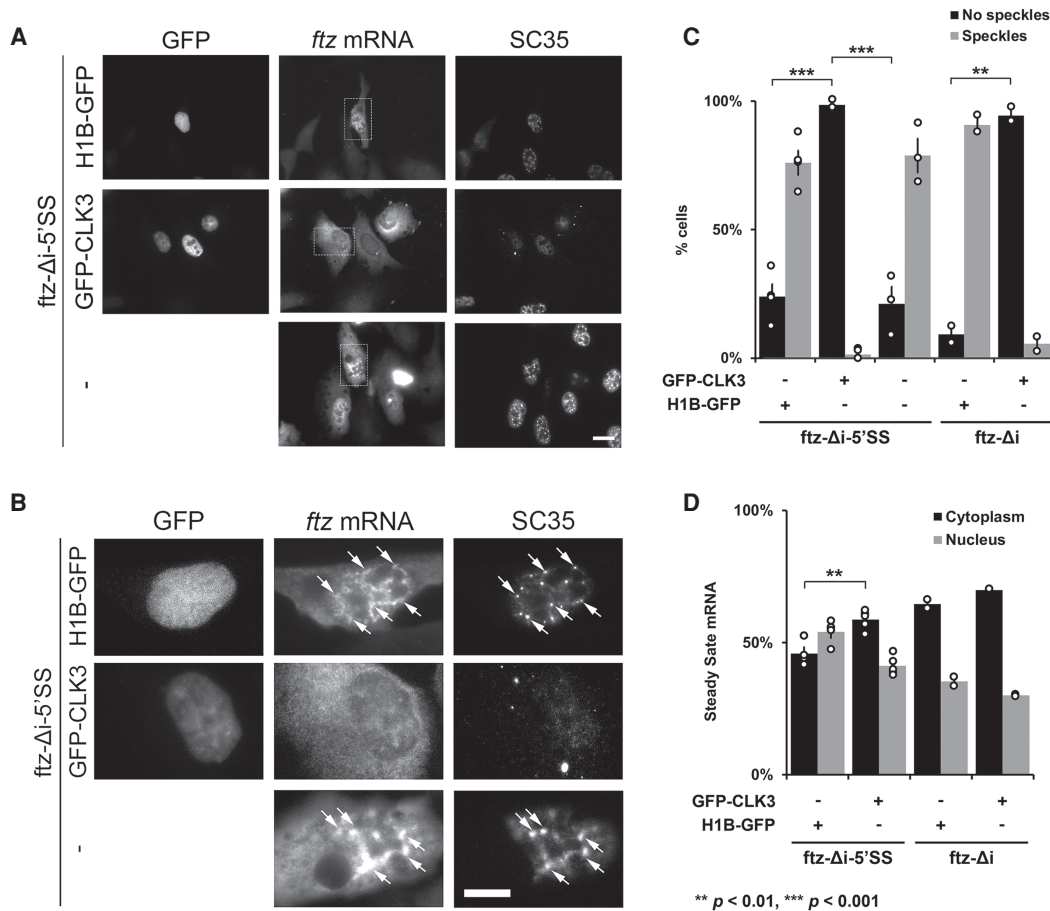 A
GFP
ftz mRNA
SC35
ftz-Δi-5'SS
H1B-GFP
GFP-CLK3
-
B
GFP
ftz mRNA
SC35
ftz-Δi-5'SS
H1B-GFP
GFP-CLK3
-
C
No speckles
Speckles
***
***
**
100%
50%
0%
% cells
GFP-CLK3 - + - - +
H1B-GFP + - - + -
ftz-Δi-5'SS ftz-Δi
D
Cytoplasm
Nucleus
**
100%
50%
0%
Steady Sate mRNA
GFP-CLK3 - + - +
H1B-GFP + - + -
ftz-Δi-5'SS ftz-Δi
** p < 0.01, *** p < 0.001